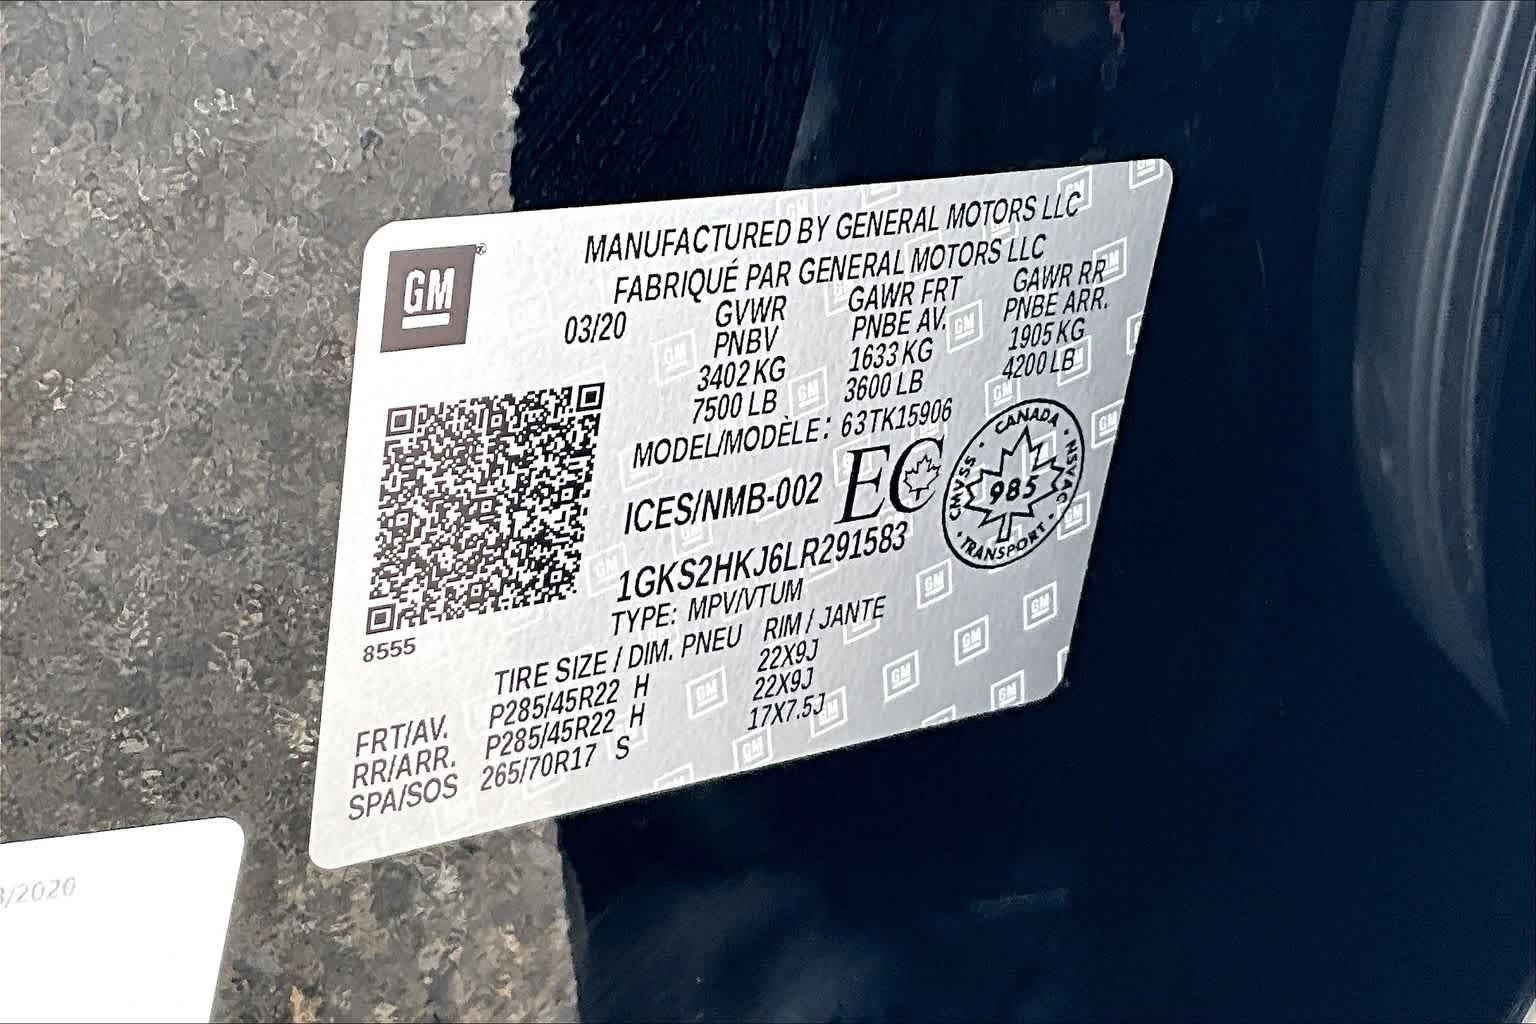 GM
MANUFACTURED BY GENERAL MOTORS LLC
FABRIQUÉ PAR GENERAL MOTORS LLC
03/20 GVWR GAWR FRT GAWR RR
PNBV PNBE AV. PNBE ARR.
3402 KG 1633 KG 1905 KG
7500 LB 3600 LB 4200 LB
MODEL/MODÈLE: 63TK15906
ICES/NMB-002 EC
CANADA
CMVSS NSVAC
985
TRANSPORT
1GKS2HKJ6LR291583
TYPE: MPV/VTUM
8555
TIRE SIZE / DIM. PNEU RIM / JANTE
FRT/AV. P285/45R22 H 22X9J
RR/ARR. P285/45R22 H 22X9J
SPA/SOS 265/70R17 S 17X7.5J
/2020